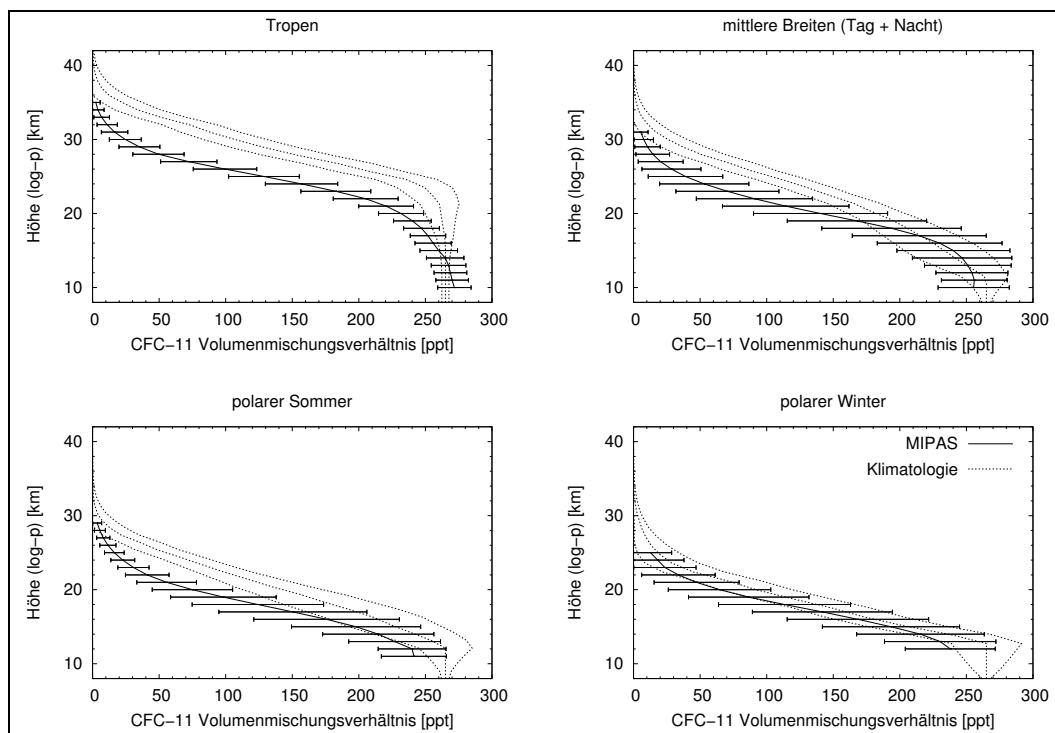 Tropen
40
30
20
10
Höhe (log−p) [km]
0 50 100 150 200 250 300
CFC−11 Volumenmischungsverhältnis [ppt]
mittlere Breiten (Tag + Nacht)
40
30
20
10
Höhe (log−p) [km]
0 50 100 150 200 250 300
CFC−11 Volumenmischungsverhältnis [ppt]
polarer Sommer
40
30
20
10
Höhe (log−p) [km]
0 50 100 150 200 250 300
CFC−11 Volumenmischungsverhältnis [ppt]
polarer Winter
MIPAS
Klimatologie
40
30
20
10
Höhe (log−p) [km]
0 50 100 150 200 250 300
CFC−11 Volumenmischungsverhältnis [ppt]